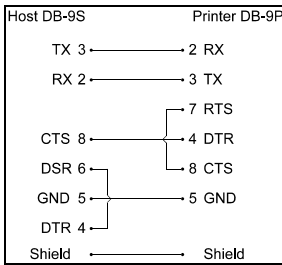 Host DB-9S Printer DB-9P
TX 3 2 RX
RX 2 3 TX
7 RTS
CTS 8 4 DTR
DSR 6 8 CTS
GND 5 5 GND
DTR 4
Shield Shield